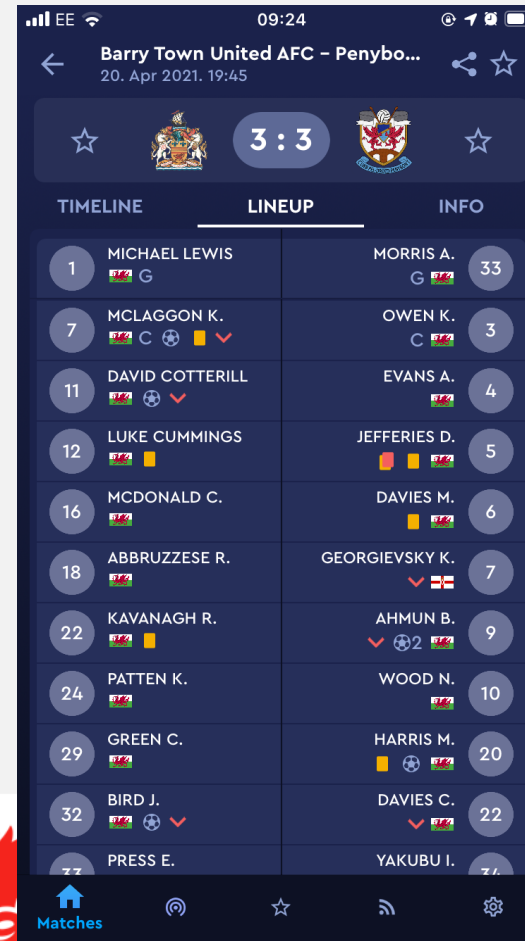 EE 09:24
Barry Town United AFC – Penybo...
20. Apr 2021. 19:45
3 : 3
TIMELINE LINEUP INFO
1 MICHAEL LEWIS G
MORRIS A. G 33
7 MCLAGGON K. C
OWEN K. C 3
11 DAVID COTTERILL
EVANS A. 4
12 LUKE CUMMINGS
JEFFERIES D. 5
16 MCDONALD C.
DAVIES M. 6
18 ABBRUZZESE R.
GEORGIEVSKY K. 7
22 KAVANAGH R.
AHMUN B. 2 9
24 PATTEN K.
WOOD N. 10
29 GREEN C.
HARRIS M. 20
32 BIRD J.
DAVIES C. 22
33 PRESS E.
YAKUBU I. 34
Matches